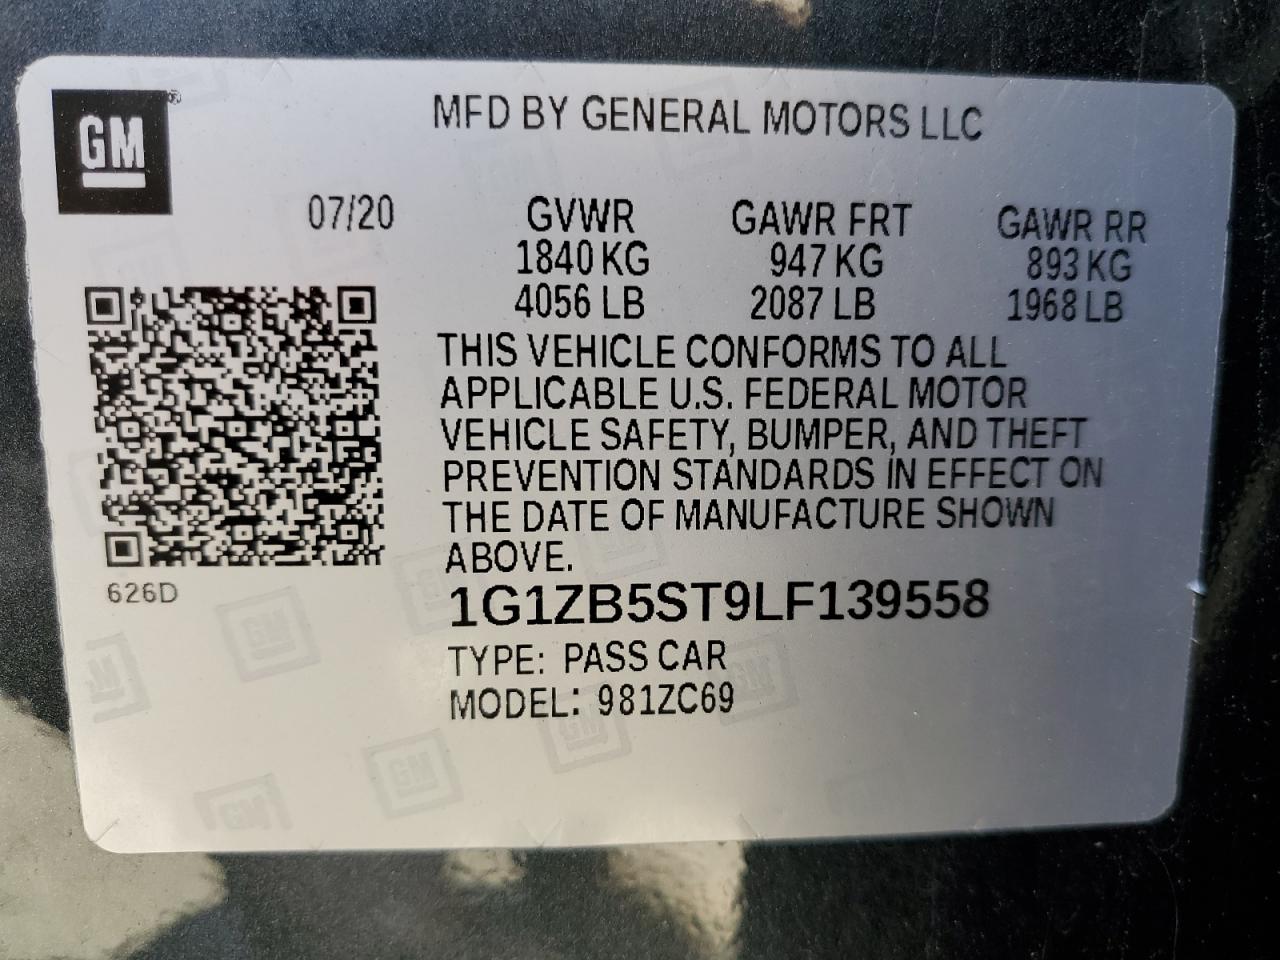 GM®
MFD BY GENERAL MOTORS LLC
07/20 GVWR GAWR FRT GAWR RR
1840 KG 947 KG 893 KG
4056 LB 2087 LB 1968 LB
THIS VEHICLE CONFORMS TO ALL
APPLICABLE U.S. FEDERAL MOTOR
VEHICLE SAFETY, BUMPER, AND THEFT
PREVENTION STANDARDS IN EFFECT ON
THE DATE OF MANUFACTURE SHOWN
ABOVE.
626D
1G1ZB5ST9LF139558
TYPE: PASS CAR
MODEL: 981ZC69